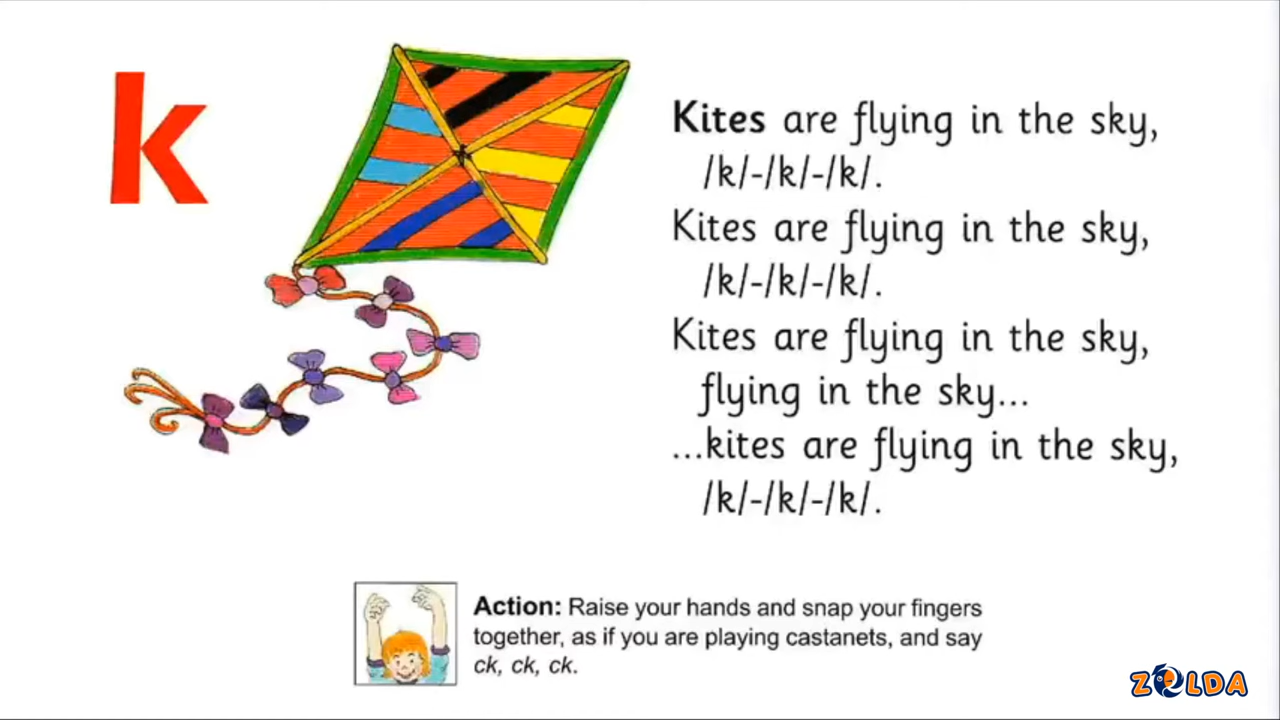 k
Kites are flying in the sky,
/k/-/k/-/k/.
Kites are flying in the sky,
/k/-/k/-/k/.
Kites are flying in the sky,
flying in the sky...
...kites are flying in the sky,
/k/-/k/-/k/.
Action: Raise your hands and snap your fingers
together, as if you are playing castanets, and say
ck, ck, ck.
ZELDA